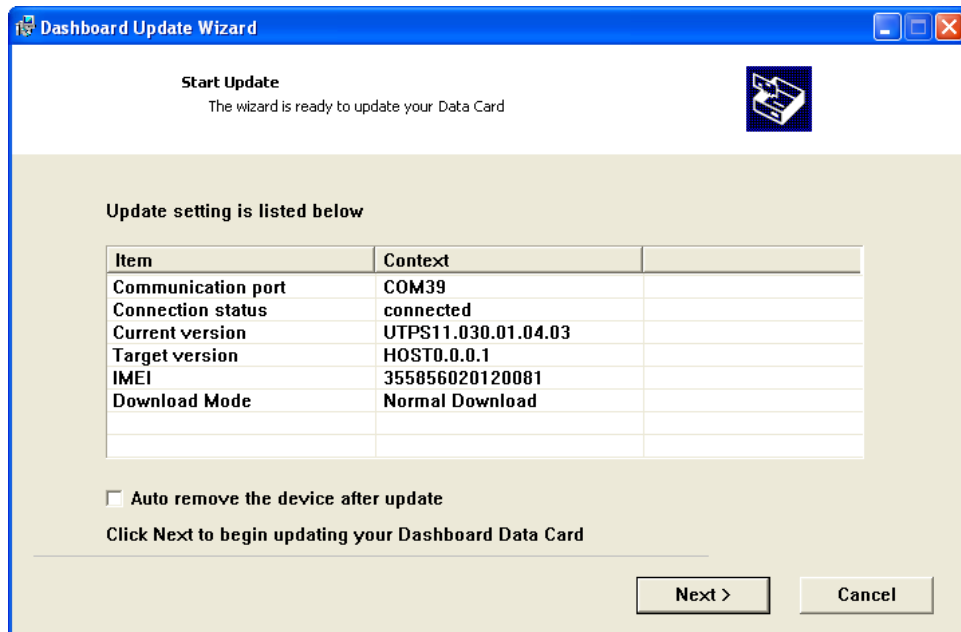 Dashboard Update Wizard
Start Update
The wizard is ready to update your Data Card
Update setting is listed below
Item Context
Communication port COM39
Connection status connected
Current version UTPS11.030.01.04.03
Target version HOST0.0.0.1
IMEI 355856020120081
Download Mode Normal Download
Auto remove the device after update
Click Next to begin updating your Dashboard Data Card
Next > Cancel